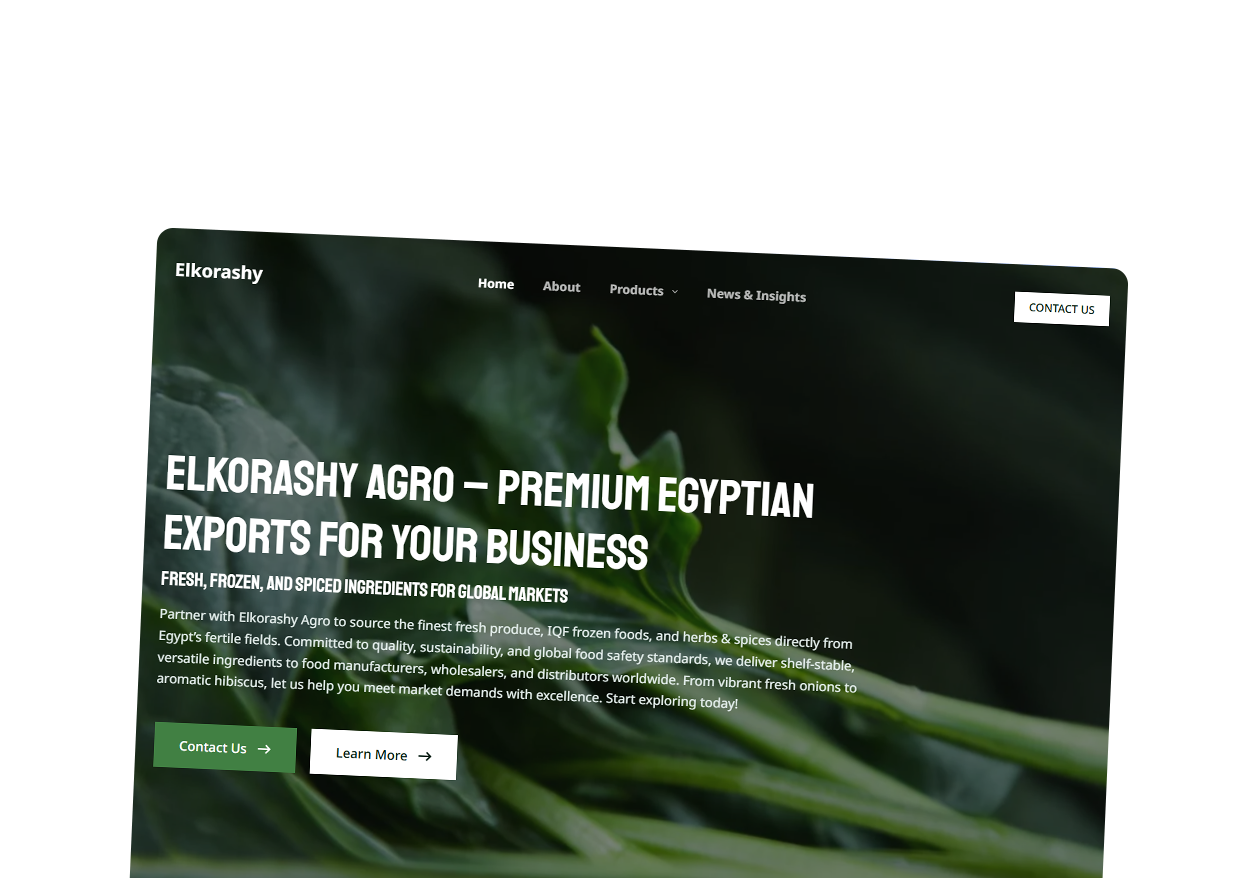 Elkorashy
Home About Products News & Insights
CONTACT US
ELKORASHY AGRO – PREMIUM EGYPTIAN
EXPORTS FOR YOUR BUSINESS
FRESH, FROZEN, AND SPICED INGREDIENTS FOR GLOBAL MARKETS
Partner with Elkorashy Agro to source the finest fresh produce, IQF frozen foods, and herbs & spices directly from
Egypt’s fertile fields. Committed to quality, sustainability, and global food safety standards, we deliver shelf-stable,
versatile ingredients to food manufacturers, wholesalers, and distributors worldwide. From vibrant fresh onions to
aromatic hibiscus, let us help you meet market demands with excellence. Start exploring today!
Contact Us →
Learn More →